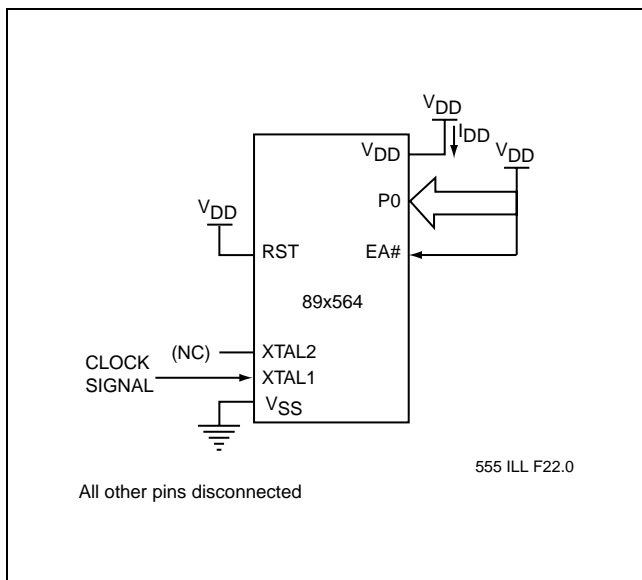 VDD
IDD
VDD
VDD
P0
VDD
RST
EA#
89x564
(NC)
XTAL2
CLOCK
SIGNAL
XTAL1
VSS
555 ILL F22.0
All other pins disconnected